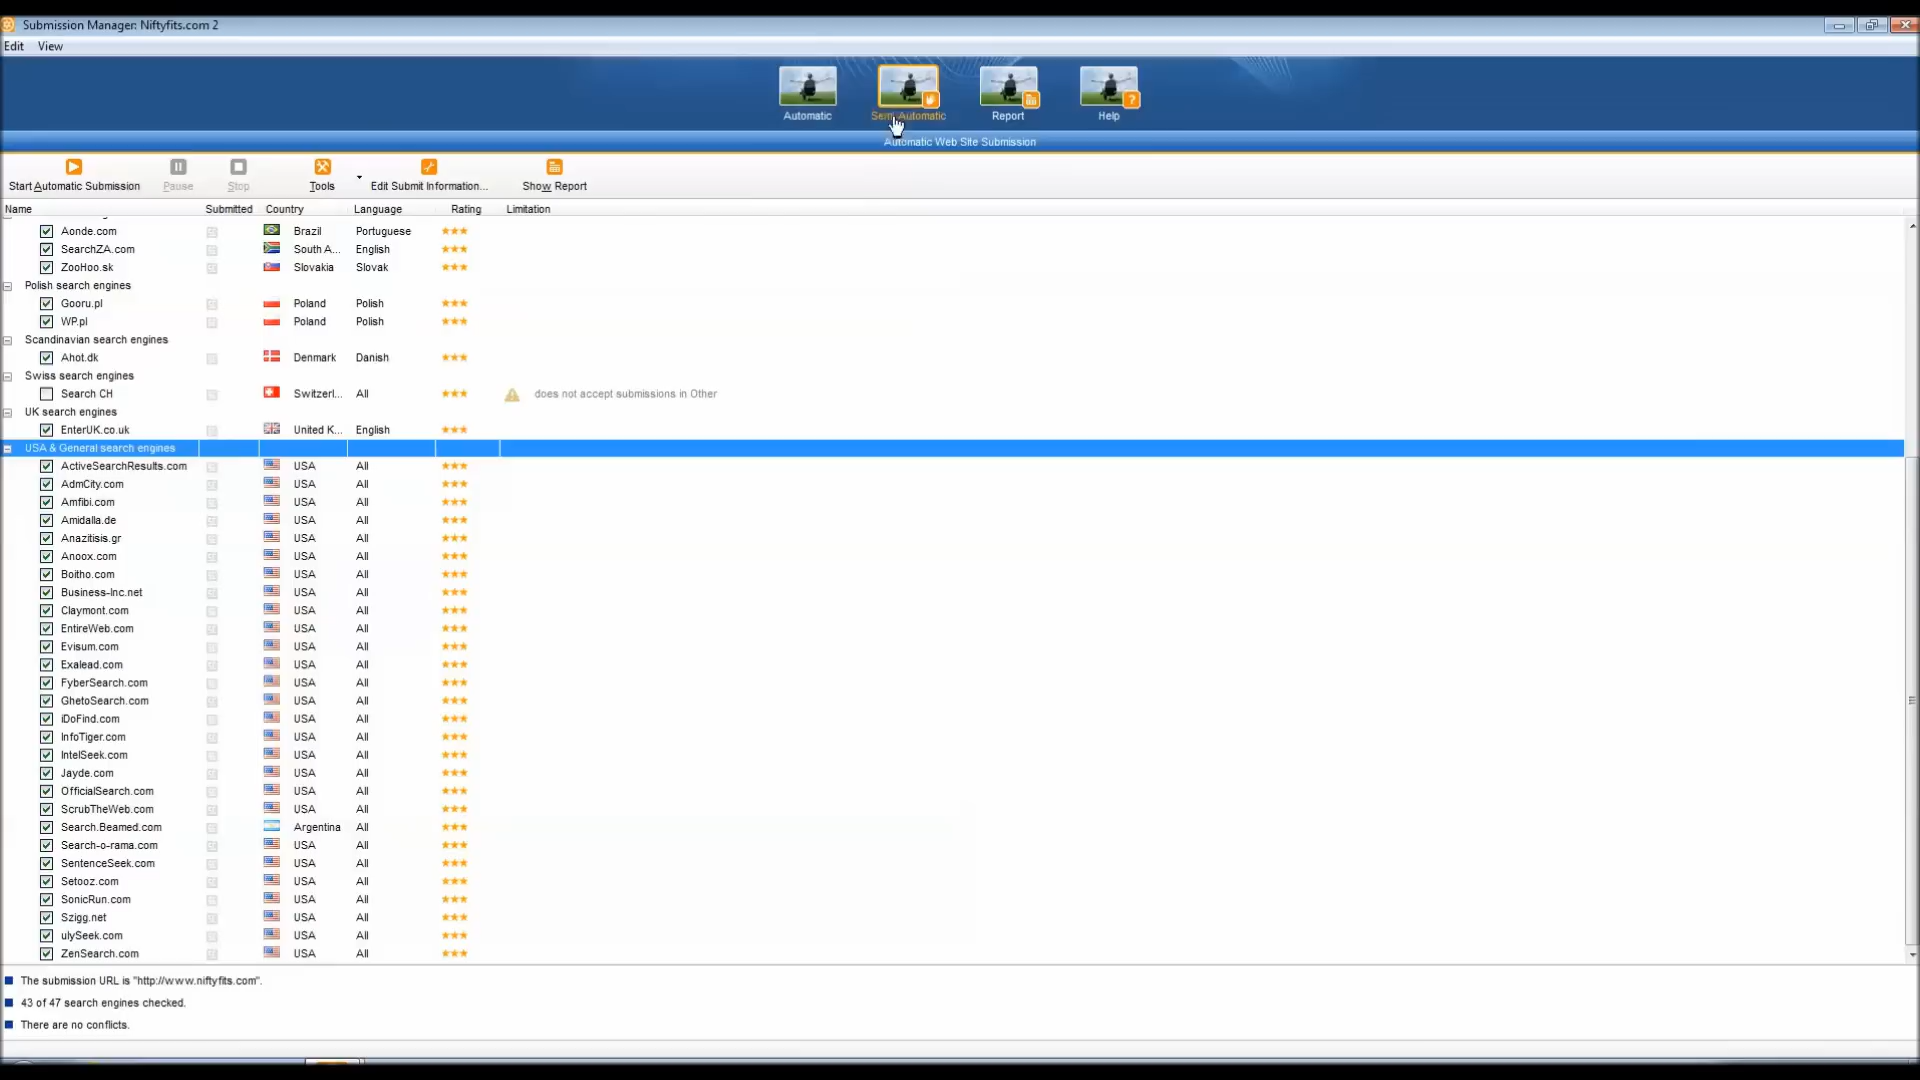 Submission Manager: Niftyfits.com 2
Edit View
Automatic Semi-Automatic Report Help
Automatic Web Site Submission
Start Automatic Submission Pause Stop Tools Edit Submit Information... Show Report
Name Submitted Country Language Rating Limitation
Aonde.com Brazil Portuguese
SearchZA.com South A... English
ZooHoo.sk Slovakia Slovak
Polish search engines
Gooru.pl Poland Polish
WP.pl Poland Polish
Scandinavian search engines
Ahot.dk Denmark Danish
Swiss search engines
Search CH Switzerl... All does not accept submissions in Other
UK search engines
EnterUK.co.uk United K... English
USA & General search engines
ActiveSearchResults.com USA All
AdmCity.com USA All
Amfibi.com USA All
Amidalla.de USA All
Anazitisis.gr USA All
Anoox.com USA All
Boitho.com USA All
Business-Inc.net USA All
Claymont.com USA All
EntireWeb.com USA All
Evisum.com USA All
Exalead.com USA All
FyberSearch.com USA All
GhetoSearch.com USA All
iDoFind.com USA All
InfoTiger.com USA All
IntelSeek.com USA All
Jayde.com USA All
OfficialSearch.com USA All
ScrubTheWeb.com USA All
Search.Beamed.com Argentina All
Search-o-rama.com USA All
SentenceSeek.com USA All
Setooz.com USA All
SonicRun.com USA All
Szigg.net USA All
ulySeek.com USA All
ZenSearch.com USA All
The submission URL is "http://www.niftyfits.com".
43 of 47 search engines checked.
There are no conflicts.